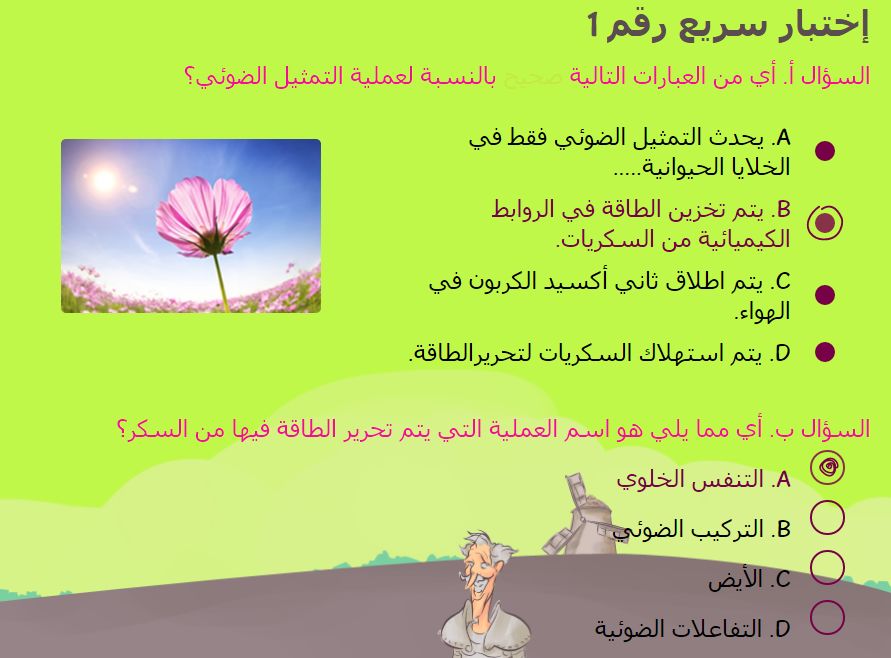 إختبار سريع رقم 1
السؤال أ. أي من العبارات التالية صحيح بالنسبة لعملية التمثيل الضوئي؟
A. يحدث التمثيل الضوئي فقط في
الخلايا الحيوانية.....
B. يتم تخزين الطاقة في الروابط
الكيميائية من السكريات.
C. يتم اطلاق ثاني أكسيد الكربون في
الهواء.
D. يتم استهلاك السكريات لتحريرالطاقة.
السؤال ب. أي مما يلي هو اسم العملية التي يتم تحرير الطاقة فيها من السكر؟
A. التنفس الخلوي
B. التركيب الضوئي
C. الأيض
D. التفاعلات الضوئية